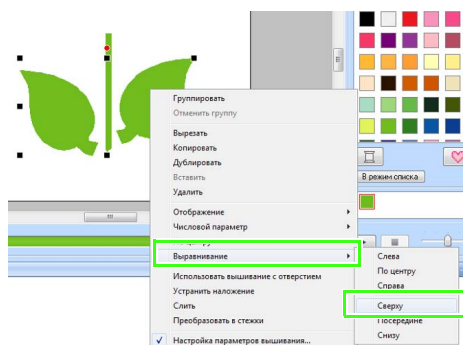 Группировать
Отменить группу
Вырезать
Копировать
Дублировать
Вставить
Удалить
Отображение
Числовой параметр
Выравнивание
Использовать вышивание с отверстием
Устранить наложение
Слить
Преобразовать в стежки
Настройка параметров вышивания...
В режим списка
Слева
По центру
Справа
Сверху
Посередине
Снизу